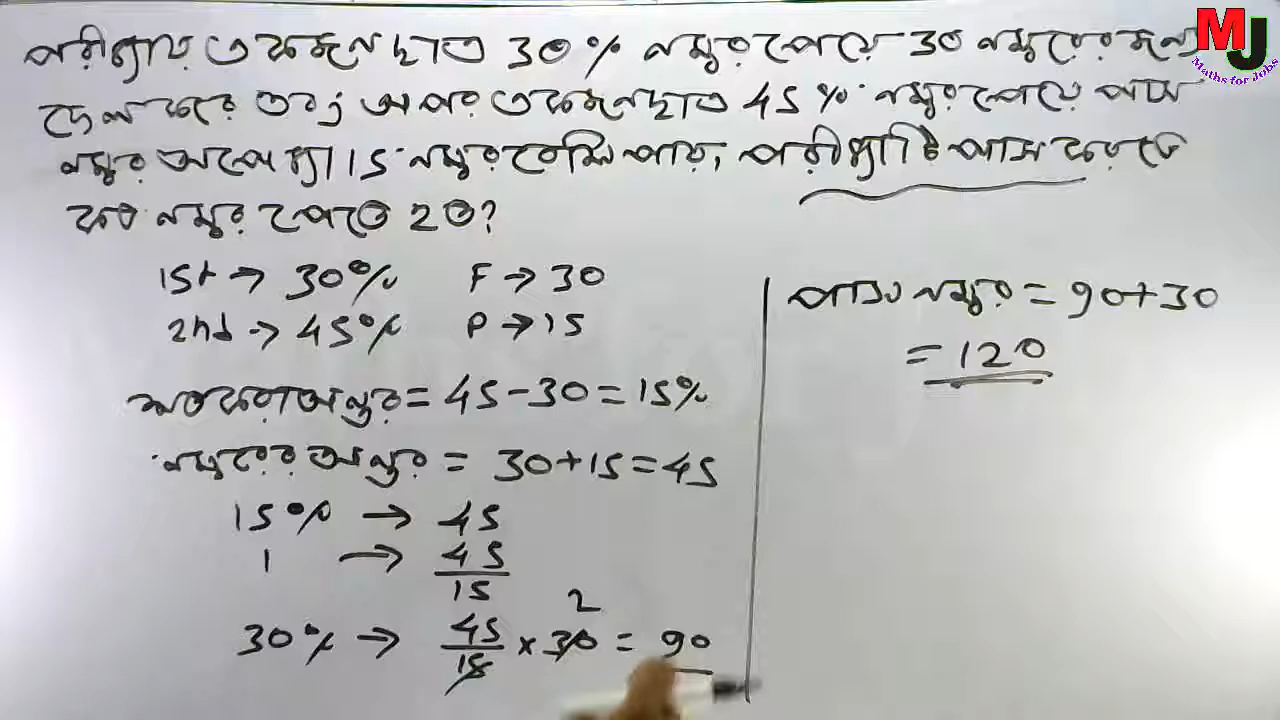 পরীক্ষায় একজন ছাত্র 30% নম্বর পেয়ে 30 নম্বরের জন্য
ফেল করে এবং অপর একজন ছাত্র 45% নম্বর পেয়ে পাস
নম্বর অপেক্ষা 15 নম্বর বেশি পায়, পরীক্ষাটি পাস করতে
কত নম্বর পেতে হবে?
1st → 30% F → 30
2nd → 45% P → 15
শতকরা অন্তর = 45 - 30 = 15%
নম্বরের অন্তর = 30 + 15 = 45
15% → 45
1 → 45/15
30% → 45/15 × 30 = 90
2
পাস নম্বর = 90 + 30
= 120
MJ
Maths for Jobs